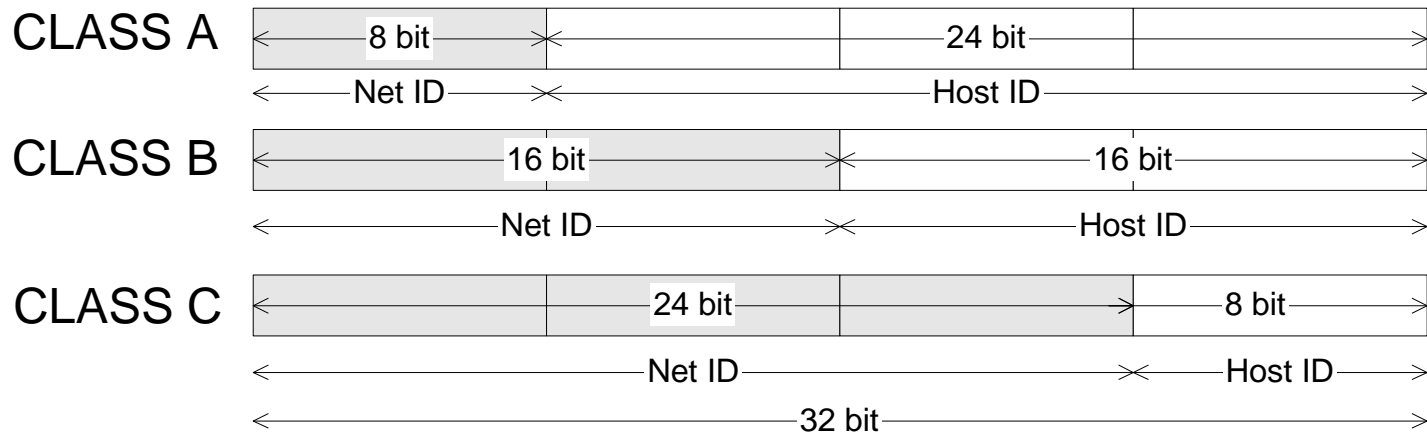 CLASS A 8 bit 24 bit
Net ID Host ID
CLASS B 16 bit 16 bit
Net ID Host ID
CLASS C 24 bit 8 bit
Net ID Host ID
32 bit